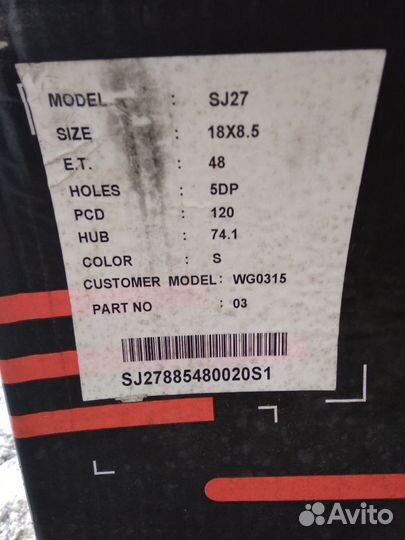 MODEL : SJ27
SIZE : 18X8.5
E.T. : 48
HOLES : 5DP
PCD : 120
HUB : 74.1
COLOR : S
CUSTOMER MODEL: WG0315
PART NO : 03
SJ27885480020S1
Avito